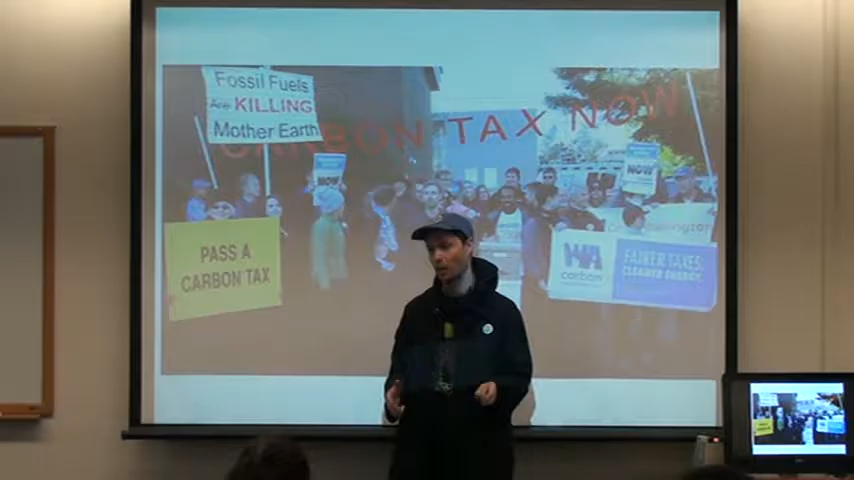 Fossil Fuels
Are KILLING
Mother Earth
CARBON TAX NOW
NOW
NOW
PASS A
CARBON TAX
WA
carbon
FAIRER TAXES.
CLEANER ENERGY.